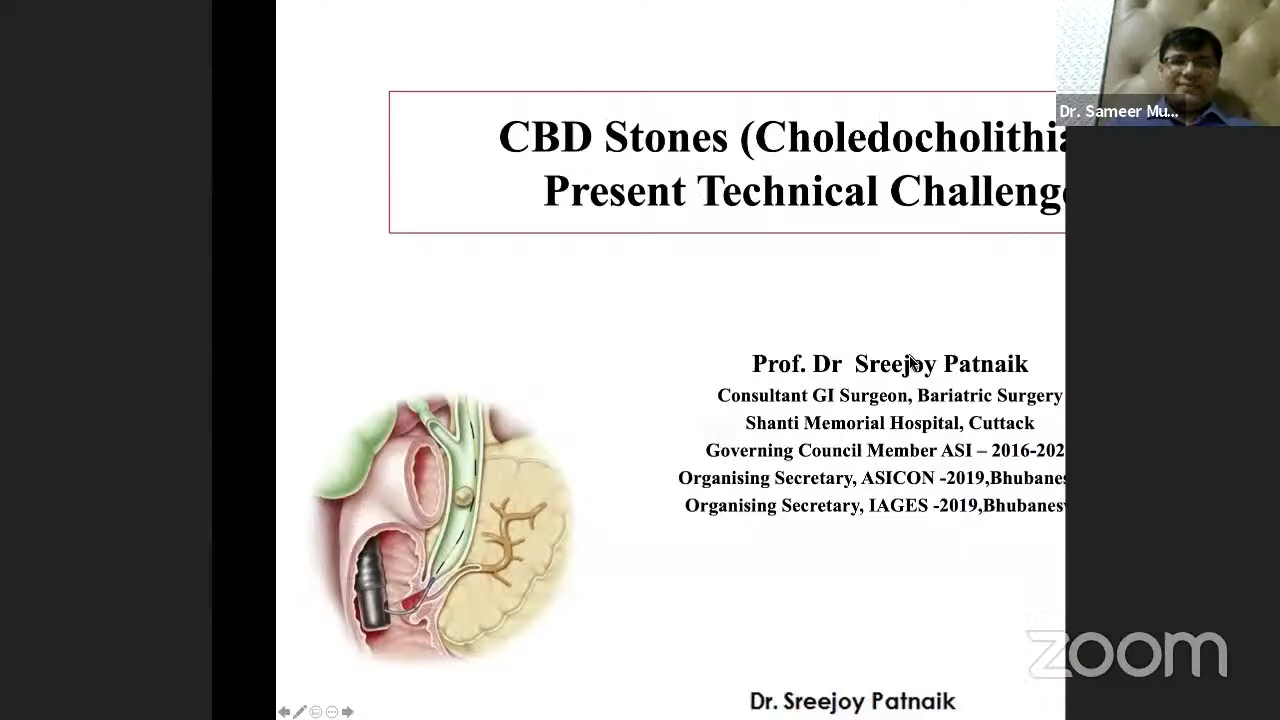 CBD Stones (Choledocholithia
Present Technical Challenge
Dr. Sameer Mu...
Prof. Dr Sreejoy Patnaik
Consultant GI Surgeon, Bariatric Surgery
Shanti Memorial Hospital, Cuttack
Governing Council Member ASI – 2016-202
Organising Secretary, ASICON -2019,Bhubanes
Organising Secretary, IAGES -2019,Bhubanesw
zoom
Dr. Sreejoy Patnaik